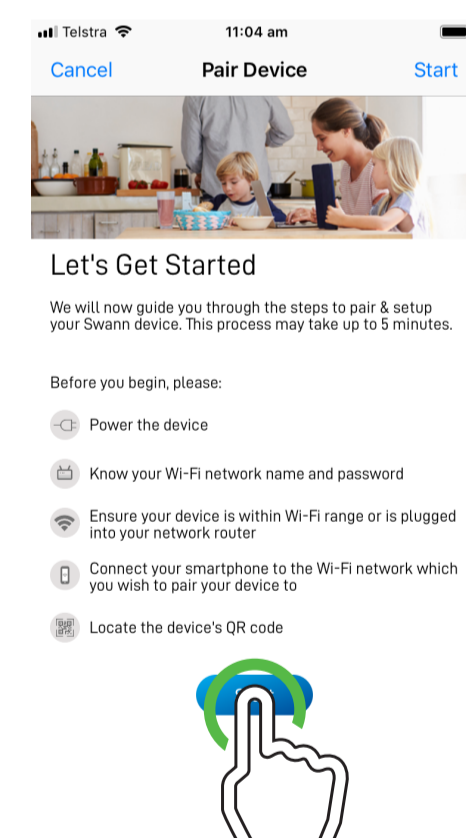 Telstra 11:04 am
Cancel Pair Device Start
Let's Get Started
We will now guide you through the steps to pair & setup
your Swann device. This process may take up to 5 minutes.
Before you begin, please:
Power the device
Know your Wi-Fi network name and password
Ensure your device is within Wi-Fi range or is plugged
into your network router
Connect your smartphone to the Wi-Fi network which
you wish to pair your device to
Locate the device's QR code